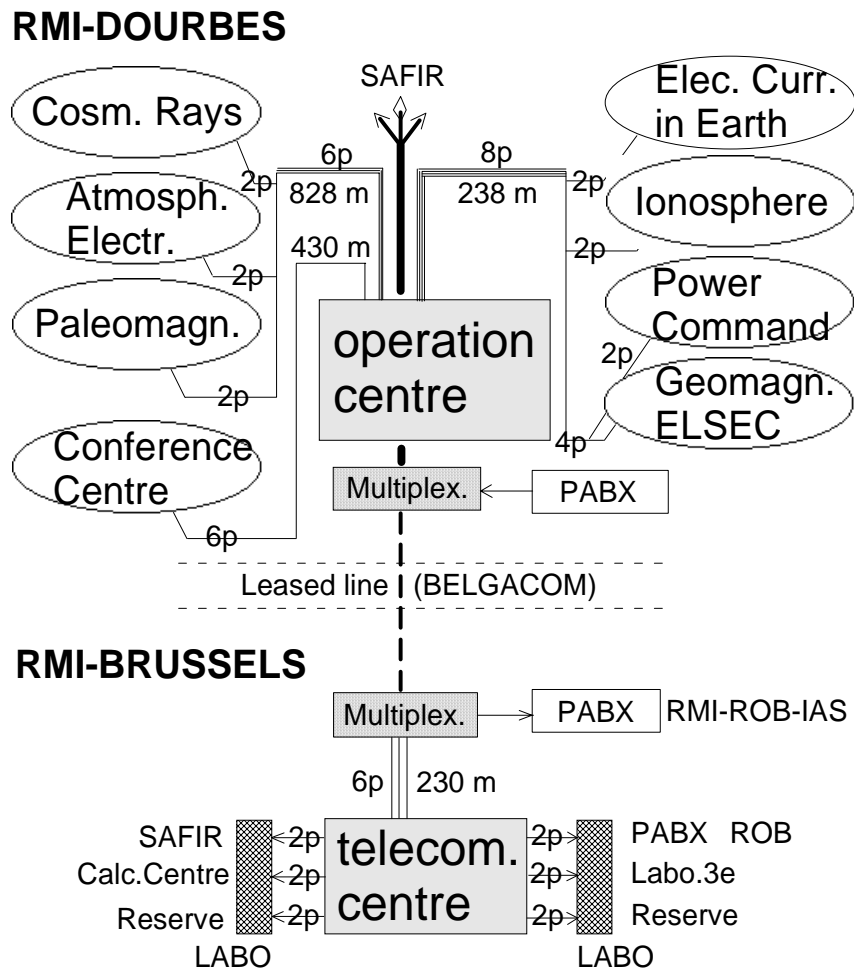 RMI-DOURBES
SAFIR
Cosm. Rays
Elec. Curr.
in Earth
6p
8p
2p
828 m
238 m
2p
Atmosph.
Electr.
Ionosphere
430 m
2p
2p
Paleomagn.
operation
centre
Power
Command
2p
2p
Geomagn.
ELSEC
4p
Conference
Centre
Multiplex.
PABX
6p
Leased line (BELGACOM)
RMI-BRUSSELS
Multiplex.
PABX
RMI-ROB-IAS
6p
230 m
telecom.
centre
SAFIR
2p
2p
PABX ROB
Calc.Centre
2p
2p
Labo.3e
Reserve
2p
2p
Reserve
LABO
LABO